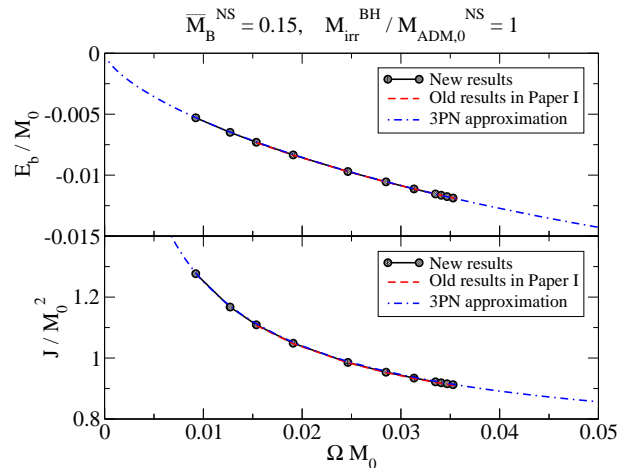 M̅_B^NS = 0.15, M_irr^BH / M_ADM,0^NS = 1
E_b / M_0
0
-0.005
-0.01
-0.015
New results
Old results in Paper I
3PN approximation
J / M_0^2
1.2
1
0.8
New results
Old results in Paper I
3PN approximation
0 0.01 0.02 0.03 0.04 0.05
Ω M_0